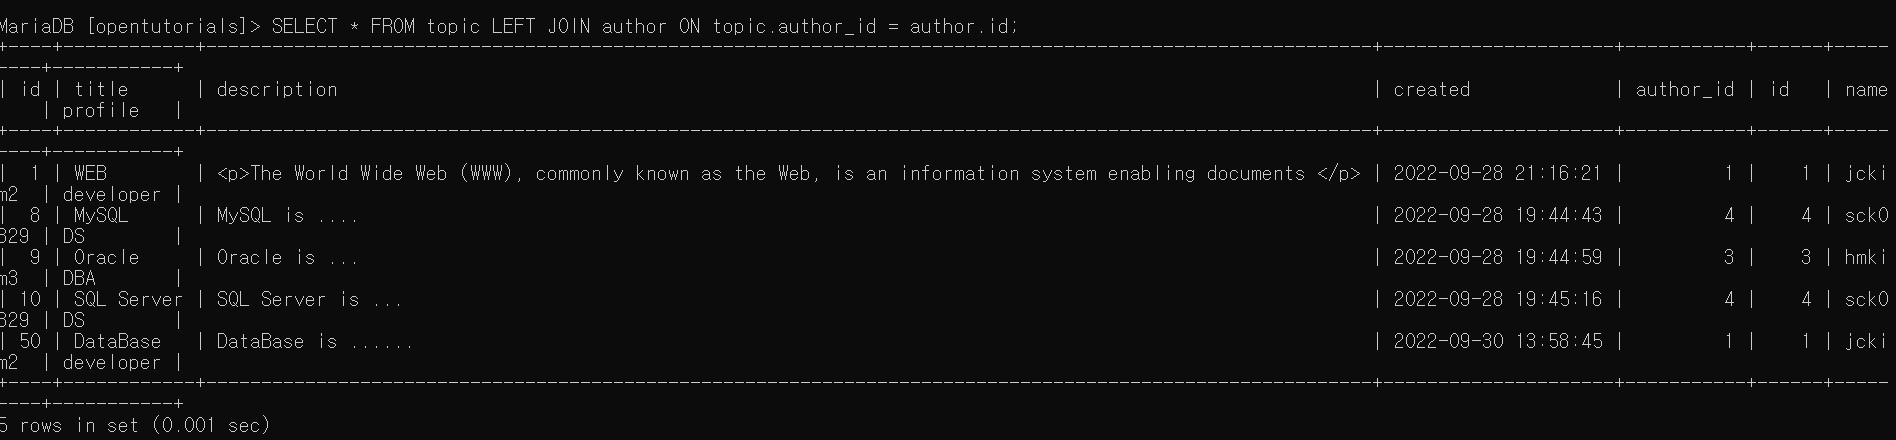 MariaDB [opentutorials]> SELECT * FROM topic LEFT JOIN author ON topic.author_id = author.id;
+----+------------+-----------------------------------------------------------------------------------------------------------+---------------------+-----------+------+-----
----+-----------+
| id | title      | description                                                                                               | created             | author_id | id   | name
    | profile   |
+----+------------+-----------------------------------------------------------------------------------------------------------+---------------------+-----------+------+-----
----+-----------+
|  1 | WEB        | <p>The World Wide Web (WWW), commonly known as the Web, is an information system enabling documents </p> | 2022-09-28 21:16:21 |         1 |    1 | jcki
m2  | developer |
|  8 | MySQL      | MySQL is ....                                                                                             | 2022-09-28 19:44:43 |         4 |    4 | sck0
829 | DS        |
|  9 | Oracle     | Oracle is ...                                                                                             | 2022-09-28 19:44:59 |         3 |    3 | hmki
m3  | DBA       |
| 10 | SQL Server | SQL Server is ...                                                                                         | 2022-09-28 19:45:16 |         4 |    4 | sck0
829 | DS        |
| 50 | DataBase   | DataBase is ......                                                                                        | 2022-09-30 13:58:45 |         1 |    1 | jcki
m2  | developer |
+----+------------+-----------------------------------------------------------------------------------------------------------+---------------------+-----------+------+-----
----+-----------+
5 rows in set (0.001 sec)